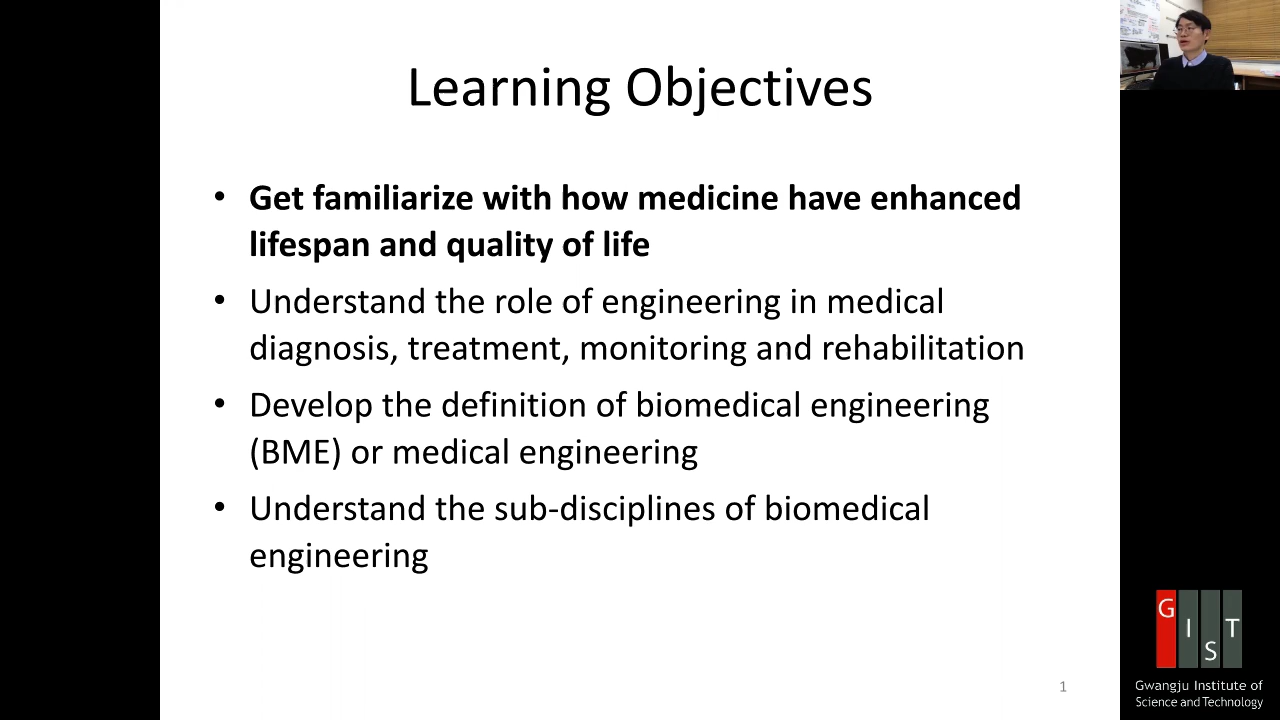 Learning Objectives
• Get familiarize with how medicine have enhanced
lifespan and quality of life
• Understand the role of engineering in medical
diagnosis, treatment, monitoring and rehabilitation
• Develop the definition of biomedical engineering
(BME) or medical engineering
• Understand the sub-disciplines of biomedical
engineering
1
GIST
Gwangju Institute of
Science and Technology